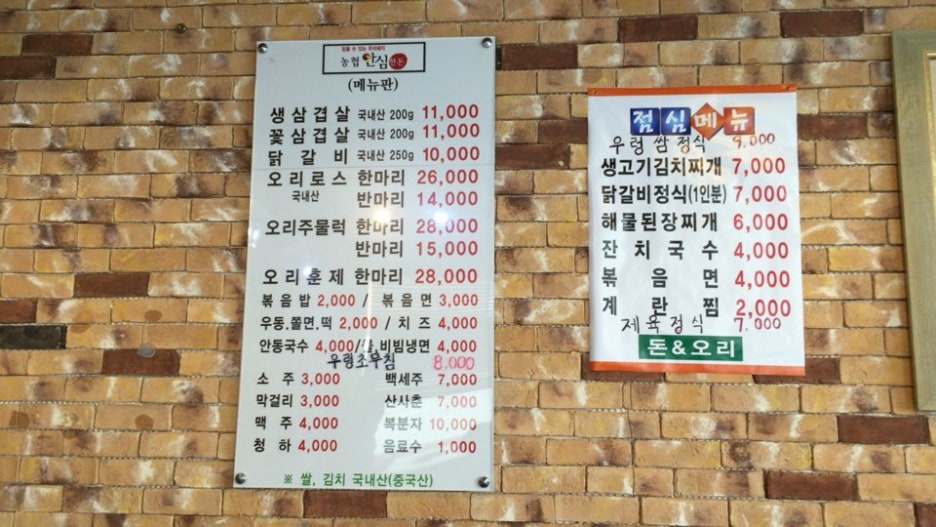 믿을 수 있는 우리돼지
농협 안심 한돈
(메뉴판)
생삼겹살 국내산 200g 11,000
꽃삼겹살 국내산 200g 11,000
닭갈비 국내산 250g 10,000
오리로스 한마리 26,000
국내산 반마리 14,000
오리주물럭 한마리 28,000
반마리 15,000
오리훈제 한마리 28,000
볶음밥 2,000 / 볶음면 3,000
우동,쫄면,떡 2,000 / 치즈 4,000
안동국수 4,000/물,비빔냉면 4,000
우렁초무침 8,000
소주 3,000 백세주 7,000
막걸리 3,000 산사춘 7,000
맥주 4,000 복분자 10,000
청하 4,000 음료수 1,000
※ 쌀, 김치 국내산(중국산)
점심메뉴
우렁쌈정식 9,000
생고기김치찌개 7,000
닭갈비정식(1인분) 7,000
해물된장찌개 6,000
잔치국수 4,000
볶음면 4,000
계란찜 2,000
제육정식 7,000
돈&오리